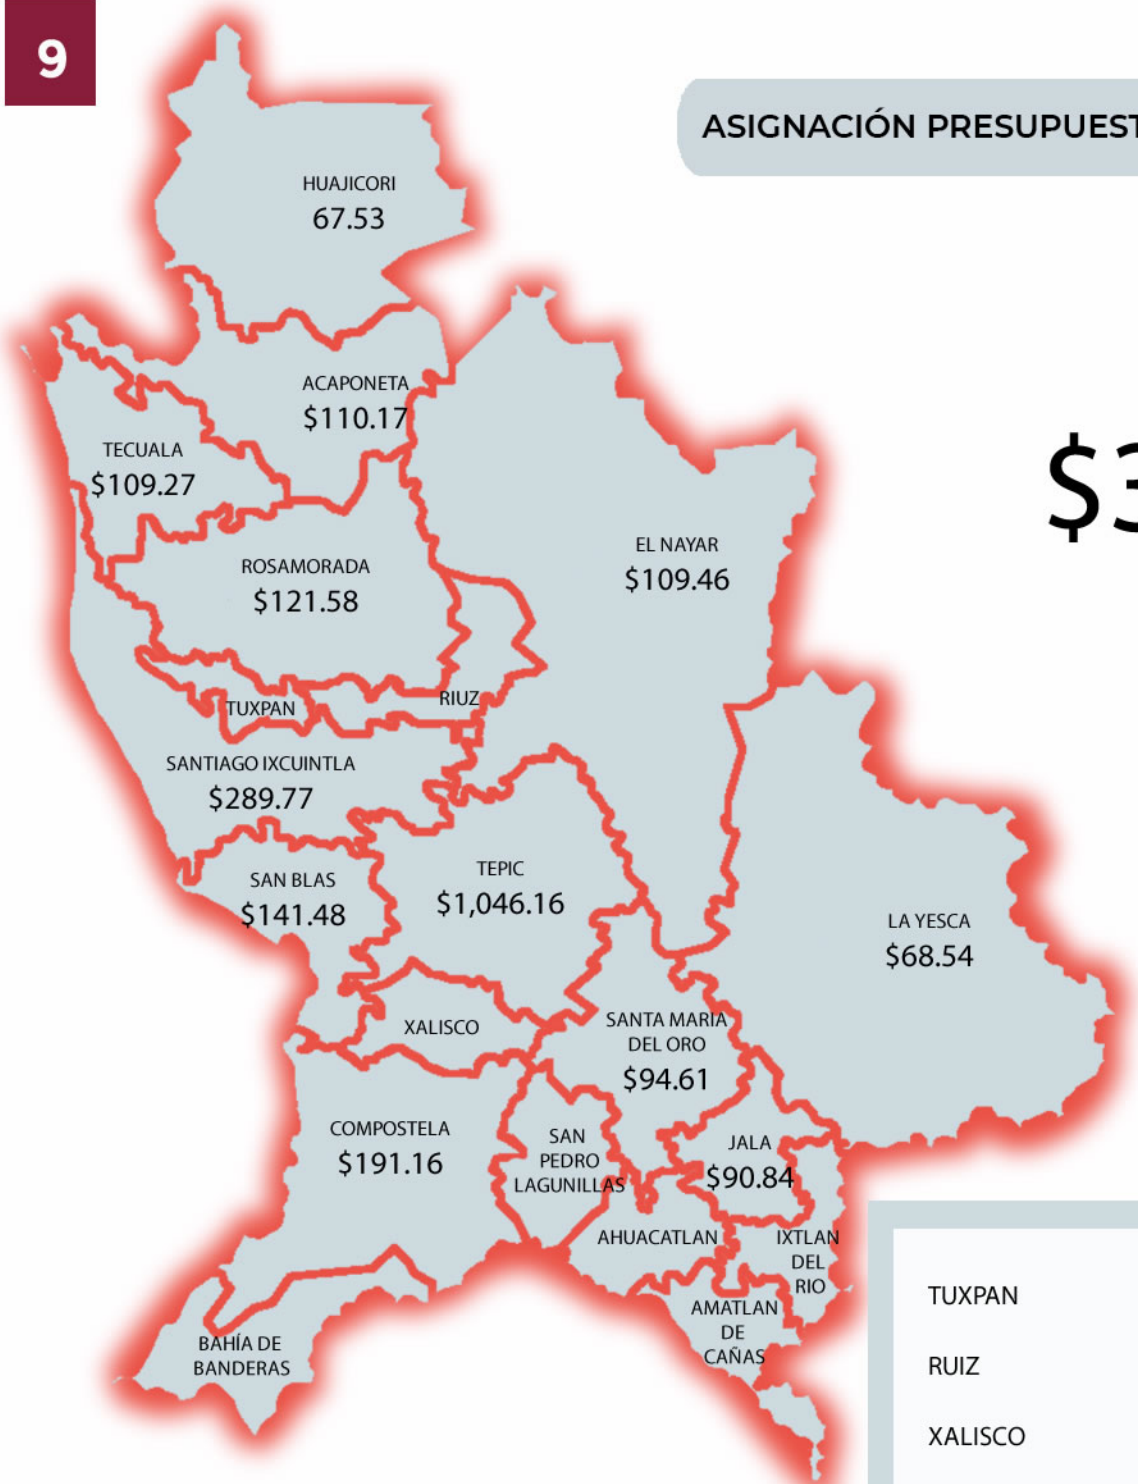 9
ASIGNACIÓN PRESUPUEST
HUAJICORI
67.53
ACAPONETA
$110.17
TECUALA
$109.27
$3
EL NAYAR
$109.46
ROSAMORADA
$121.58
RIUZ
TUXPAN
SANTIAGO IXCUINTLA
$289.77
TEPIC
$1,046.16
SAN BLAS
$141.48
LA YESCA
$68.54
XALISCO
SANTA MARIA
DEL ORO
$94.61
COMPOSTELA
$191.16
SAN
PEDRO
LAGUNILLAS
JALA
$90.84
AHUACATLAN
IXTLAN
DEL
RIO
AMATLAN
DE
CAÑAS
BAHÍA DE
BANDERAS
TUXPAN
RUIZ
XALISCO